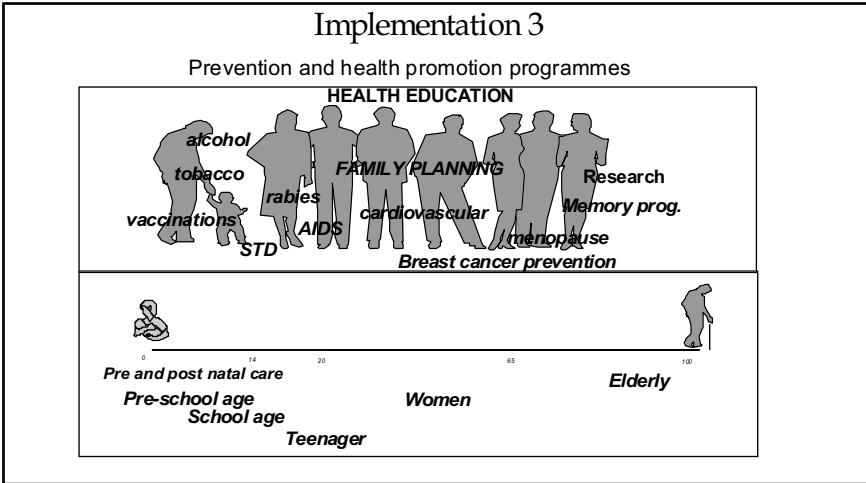 Implementation 3
Prevention and health promotion programmes
HEALTH EDUCATION
alcohol
tobacco
FAMILY PLANNING
Research
rabies
vaccinations
cardiovascular
Memory prog.
AIDS
STD
menopause
Breast cancer prevention
0 14 20 65 100
Pre and post natal care
Elderly
Pre-school age
Women
School age
Teenager